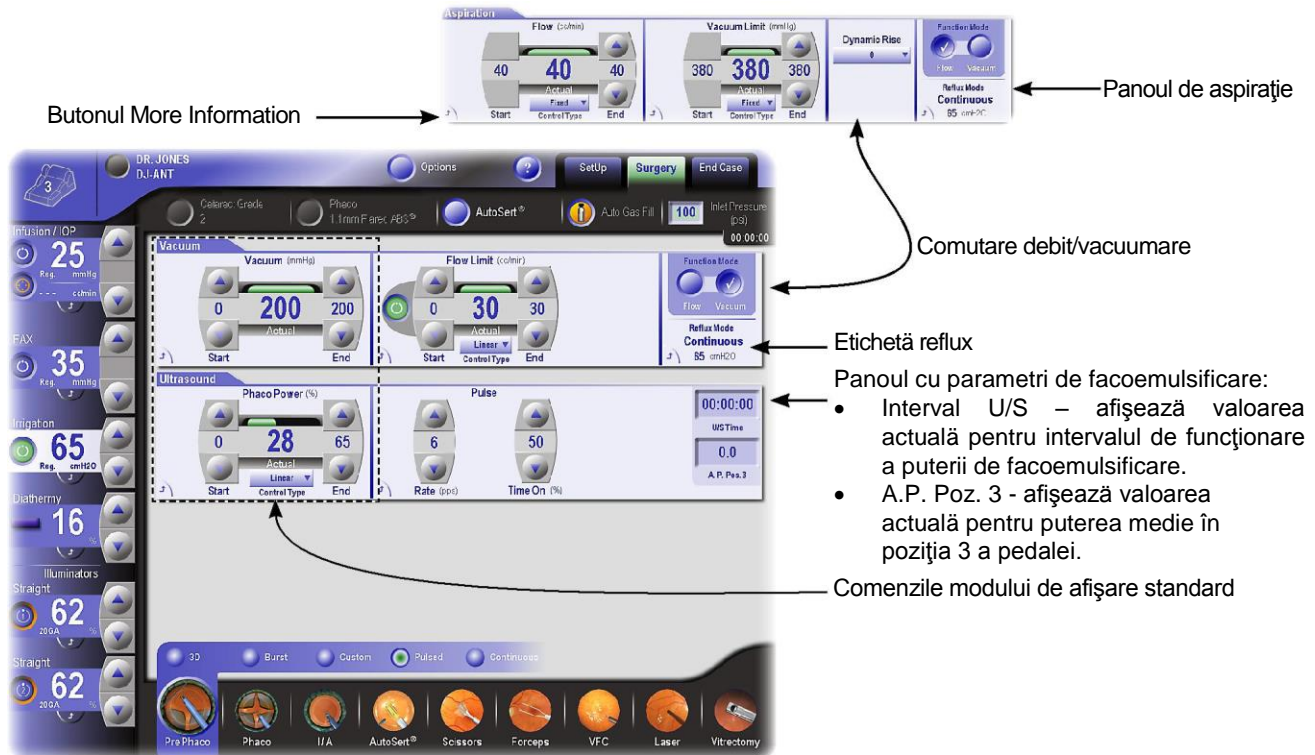 Aspiration
Flow (cc/min)
40 40 40
Actual
Fixed
Start Control Type End
Vacuum Limit (mmHg)
380 380 380
Actual
Fixed
Start Control Type End
Dynamic Rise
0
Function Mode
Flow Vacuum
Reflux Mode
Continuous
65 cmH2O
Panoul de aspiraţie
Butonul More Information
3
DR. JONES
DJ-ANT
Options
?
SetUp
Surgery
End Case
Cataract Grade
2
Phaco
AutoSert®
Auto Gas Fill
100
Inlet Pressure
(psi)
00:00:00
Infusion / IOP
25
Reg. mmHg
--- cc/min
FAX
35
Reg. mmHg
Irrigation
65
Reg. cmH2O
Diathermy
16
%
Illuminators
Straight
62
20GA %
Straight
62
20GA %
Vacuum
Vacuum (mmHg)
0 200 200
Actual
Start End
Flow Limit (cc/min)
0 30 30
Actual
Linear
Start Control Type End
Function Mode
Flow Vacuum
Reflux Mode
Continuous
65 cmH2O
Ultrasound
Phaco Power (%)
0 28 65
Actual
Linear
Start Control Type End
Pulse
6 50
Rate (pps) Time On (%)
00:00:00
U/S Time
0.0
A.P. Pos. 3
Comutare debit/vacuumare
Etichetă reflux
Panoul cu parametri de facoemulsificare:
• Interval U/S – afişează valoarea
actuală pentru intervalul de funcţionare
a puterii de facoemulsificare.
• A.P. Poz. 3 - afişează valoarea
actuală pentru puterea medie în
poziţia 3 a pedalei.
Comenzile modului de afişare standard
3D Burst Custom Pulsed Continuous
Pre Phaco Phaco I/A AutoSert® Scissors Forceps VFC Laser Vitrectomy